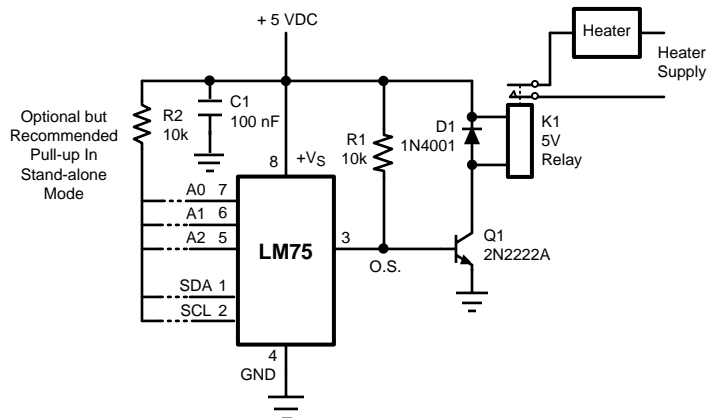 + 5 VDC
Heater
Heater
Supply
Optional but
Recommended
Pull-up In
Stand-alone
Mode
R2
10k
C1
100 nF
R1
10k
D1
1N4001
K1
5V
Relay
8
+VS
A0 7
A1 6
A2 5
SDA 1
SCL 2
LM75
3
O.S.
Q1
2N2222A
4
GND